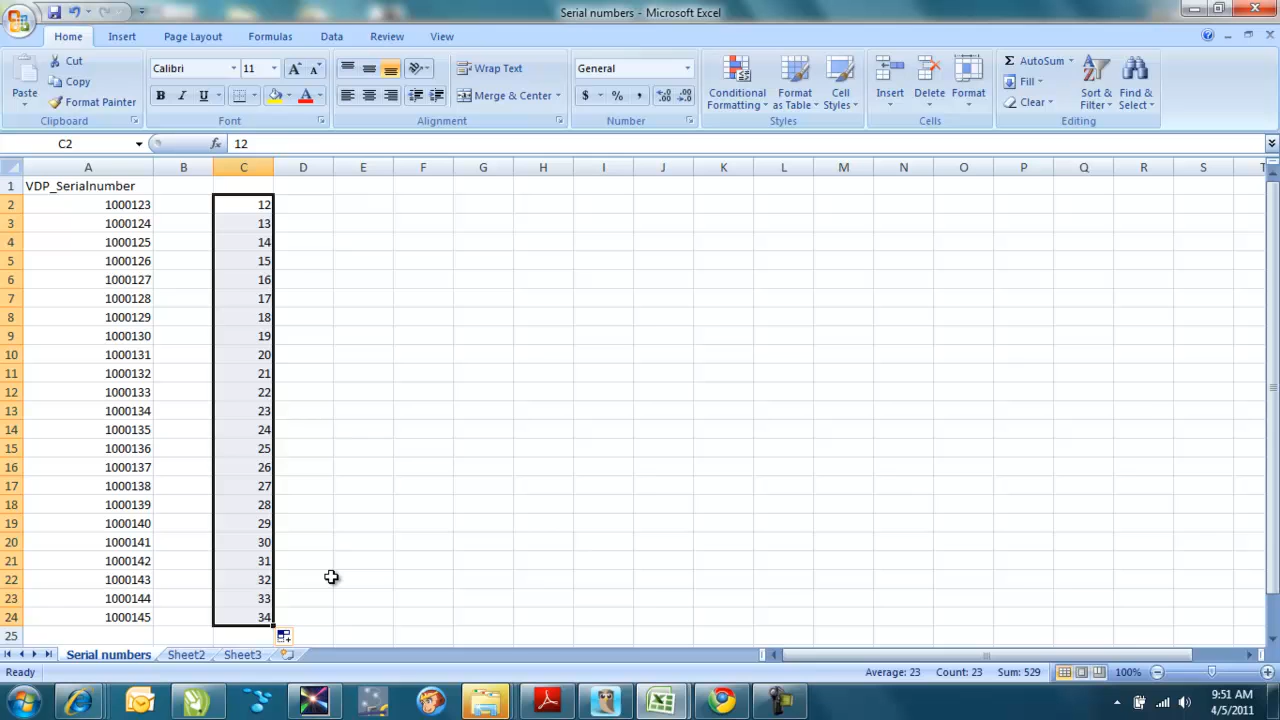 Serial numbers - Microsoft Excel
Home Insert Page Layout Formulas Data Review View
Paste Cut Copy Format Painter Clipboard
Calibri 11 B I U A Font
Wrap Text Merge & Center Alignment
General $ % , Number
Conditional Formatting Format as Table Cell Styles Styles
Insert Delete Format Cells
Σ AutoSum Fill Clear Sort & Filter Find & Select Editing
C2 fx 12
A B C D E F G H I J K L M N O P Q R S
1 VDP_Serialnumber
2 1000123 12
3 1000124 13
4 1000125 14
5 1000126 15
6 1000127 16
7 1000128 17
8 1000129 18
9 1000130 19
10 1000131 20
11 1000132 21
12 1000133 22
13 1000134 23
14 1000135 24
15 1000136 25
16 1000137 26
17 1000138 27
18 1000139 28
19 1000140 29
20 1000141 30
21 1000142 31
22 1000143 32
23 1000144 33
24 1000145 34
25
Serial numbers Sheet2 Sheet3
Ready Average: 23 Count: 23 Sum: 529 100%
9:51 AM
4/5/2011